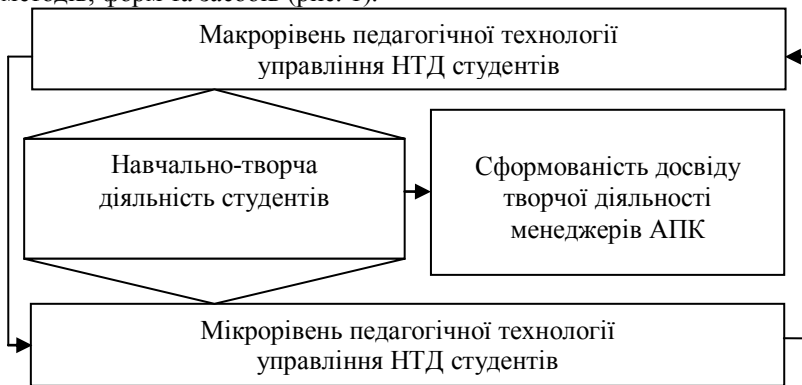 методів, форм та засобів (рис. 1).
Макрорівень педагогічної технології
управління НТД студентів
Навчально-творча
діяльність студентів
Сформованість досвіду
творчої діяльності
менеджерів АПК
Мікрорівень педагогічної технології
управління НТД студентів